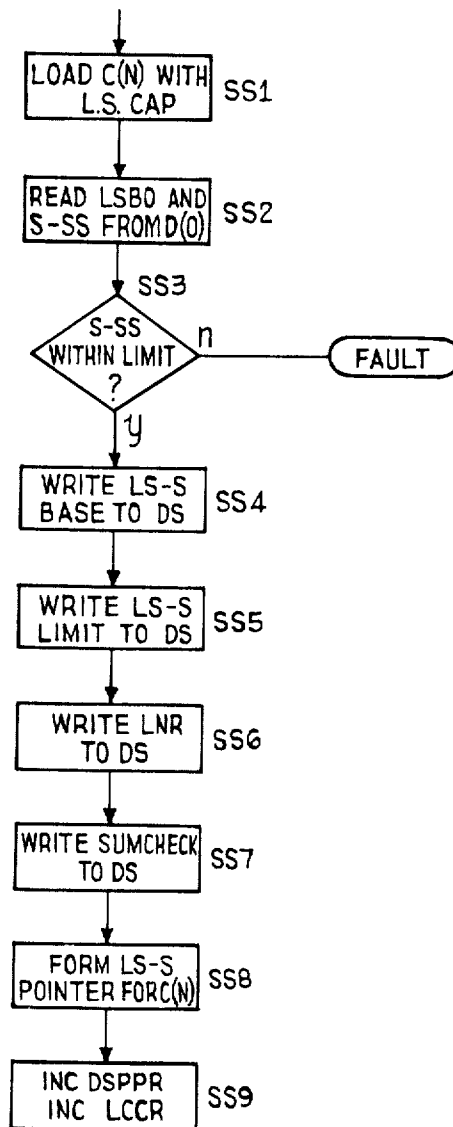 LOAD C(N) WITH
L.S. CAP
SS1
READ LSBO AND
S-SS FROM D(O)
SS2
SS3
S-SS
WITHIN LIMIT
?
n
FAULT
y
WRITE LS-S
BASE TO DS
SS4
WRITE LS-S
LIMIT TO DS
SS5
WRITE LNR
TO DS
SS6
WRITE SUMCHECK
TO DS
SS7
FORM LS-S
POINTER FOR C(N)
SS8
INC DSPPR
INC LCCR
SS9